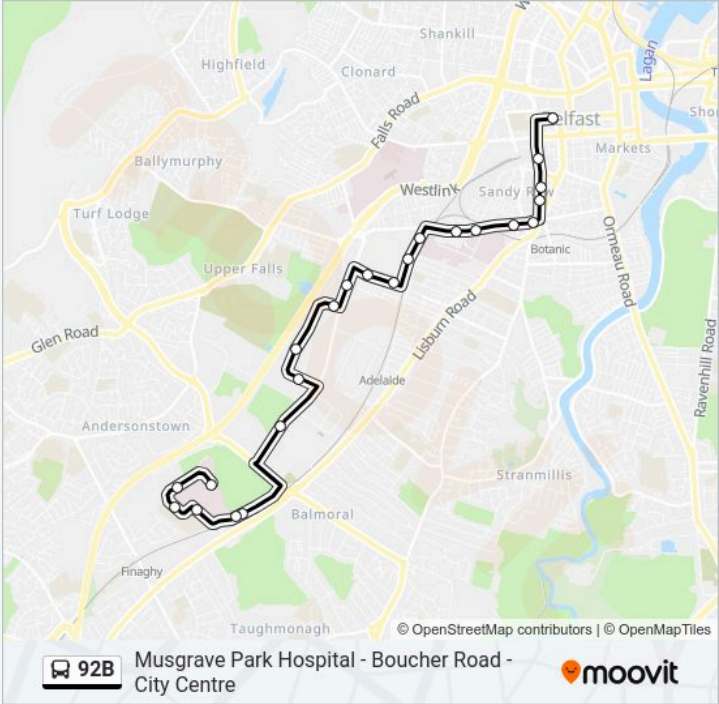 Shankill
Lagan
Highfield
Clonard
Falls Road
elfast
Markets
Ballymurphy
Westlink
Sandy R w
Turf Lodge
Ormeau Road
Botanic
Upper Falls
Glen Road
Lisburn Road
Ravenhill Road
Adelaide
Andersonstown
Stranmillis
Balmoral
Finaghy
Taughmonagh
© OpenStreetMap contributors | © OpenMapTiles
92B
Musgrave Park Hospital - Boucher Road -
City Centre
moovit